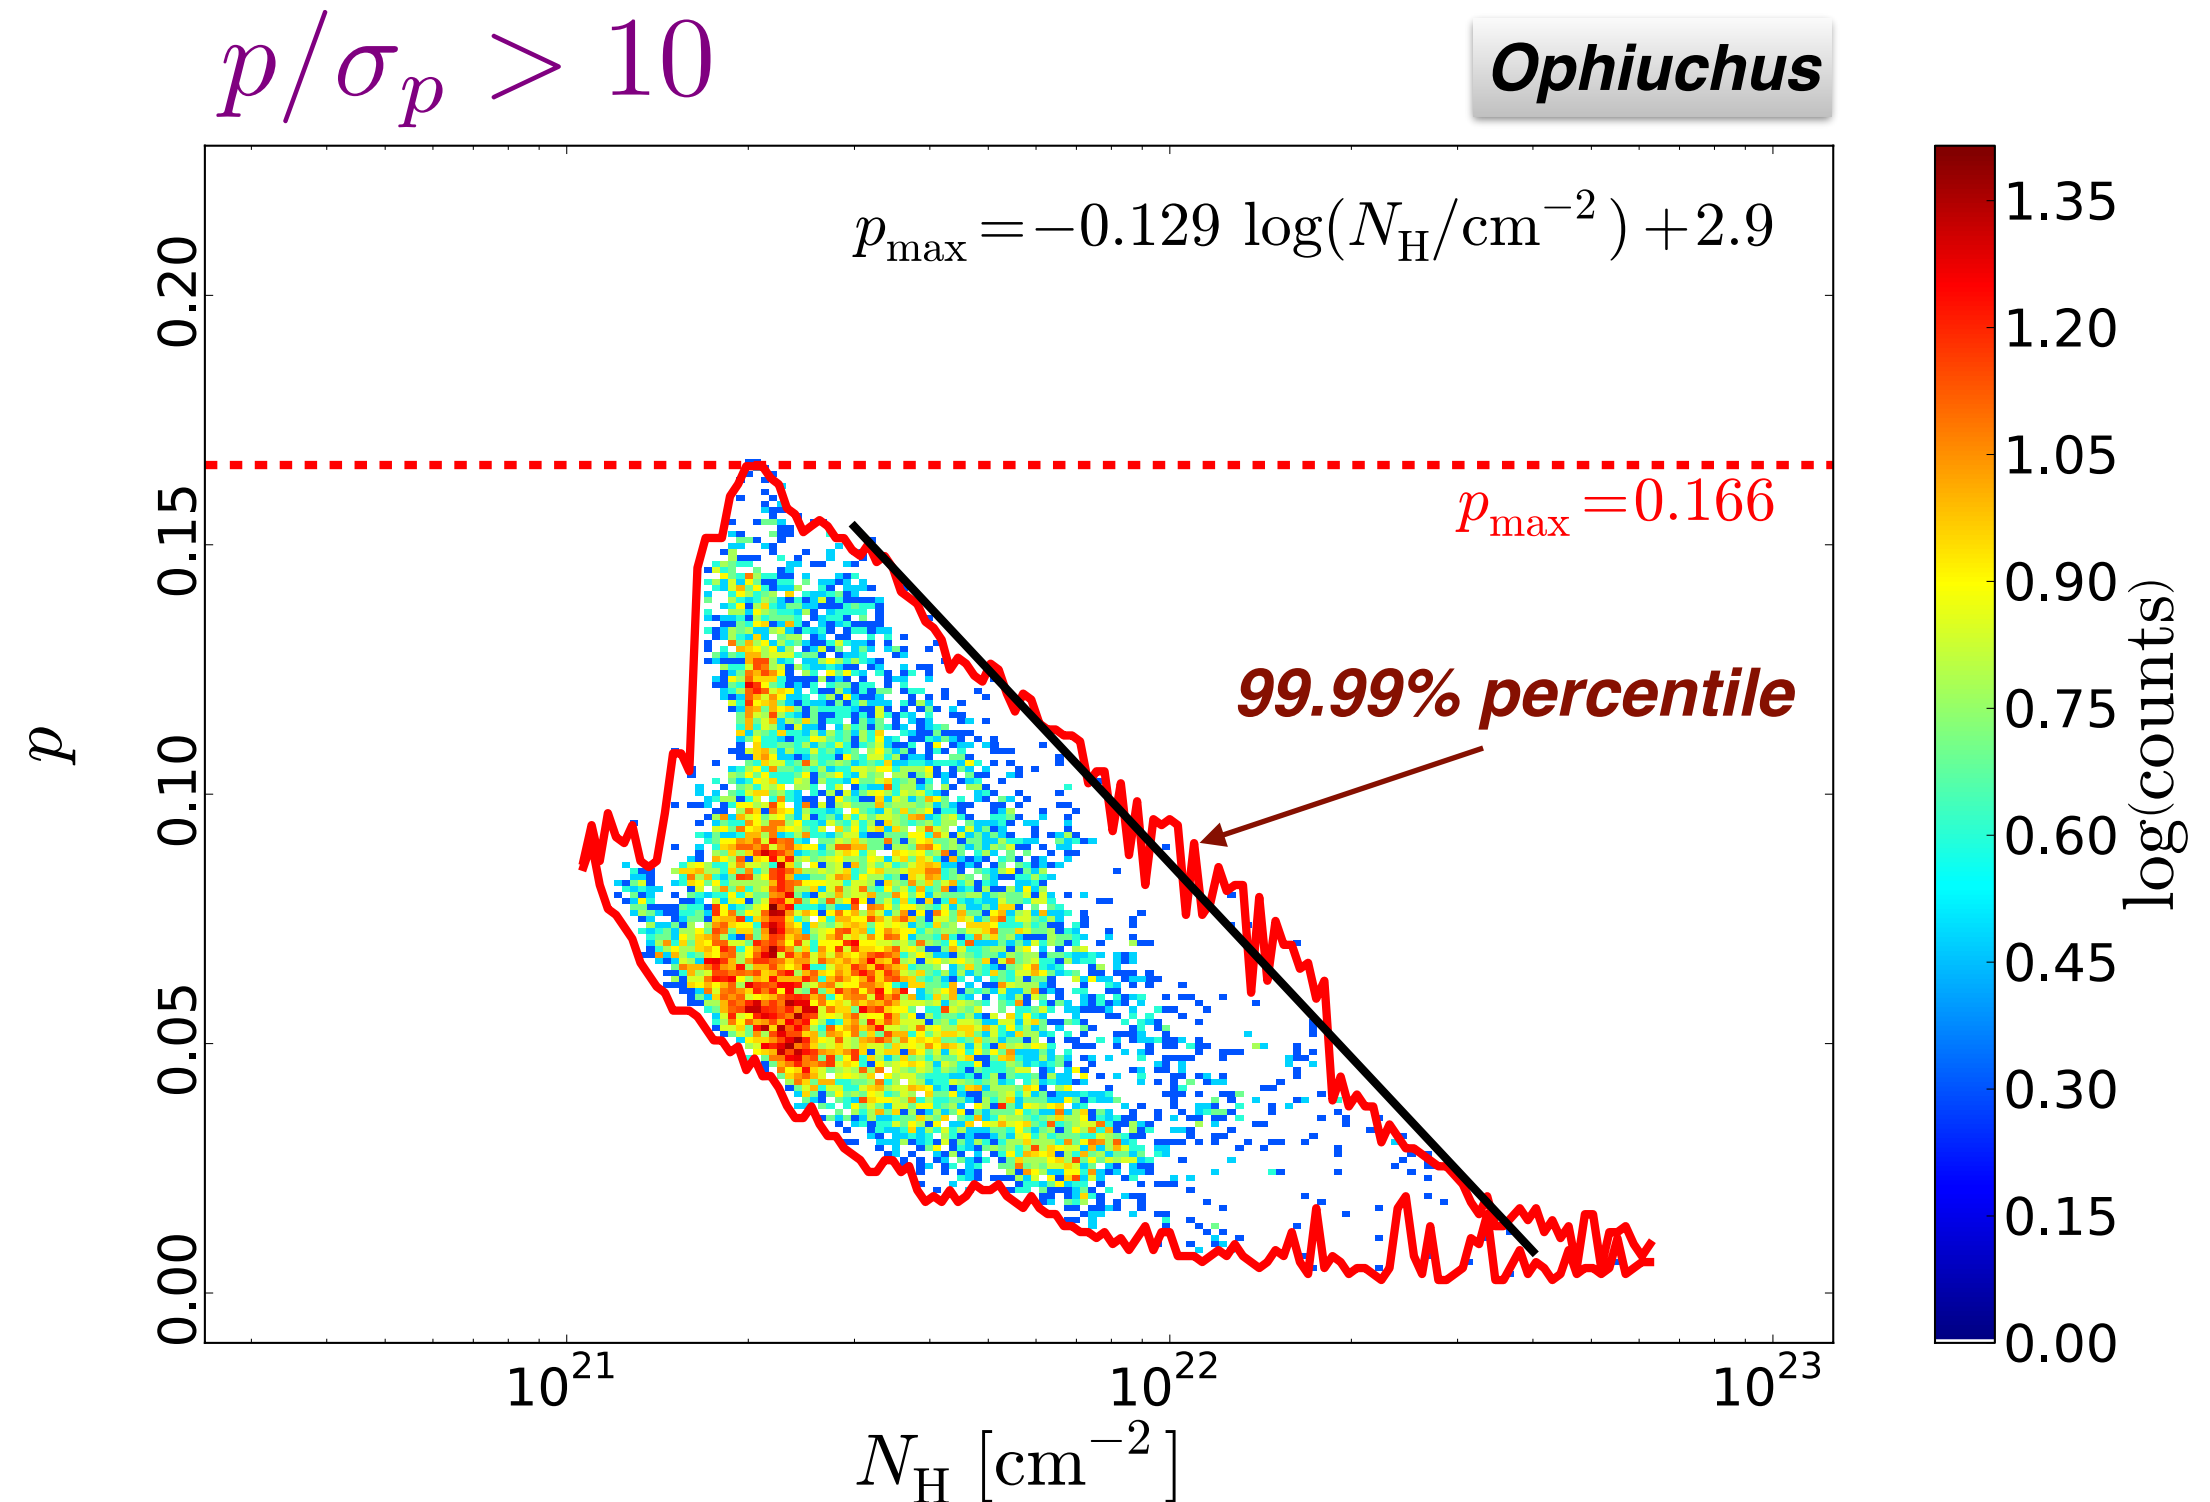 p/σ_p > 10
Ophiuchus
p_max = −0.129 log(N_H/cm^−2) + 2.9
p_max = 0.166
99.99% percentile
p
0.20
0.15
0.10
0.05
0.00
10^21
10^22
10^23
N_H [cm^−2]
1.35
1.20
1.05
0.90
0.75
0.60
0.45
0.30
0.15
0.00
log(counts)